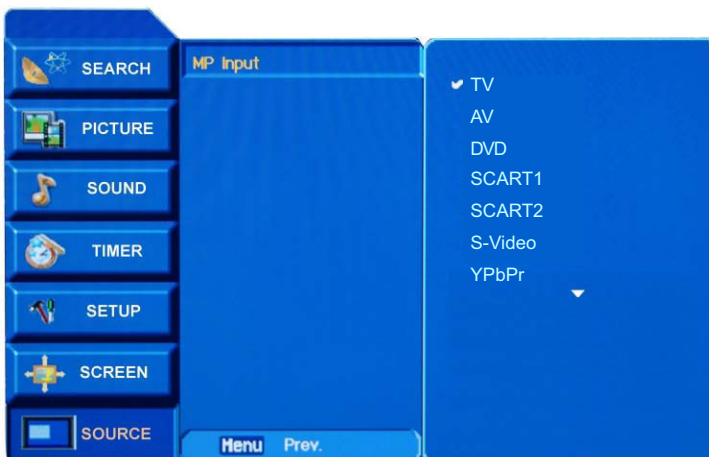 SEARCH
PICTURE
SOUND
TIMER
SETUP
SCREEN
SOURCE
MP Input
Menu Prev.
TV
AV
DVD
SCART1
SCART2
S-Video
YPbPr